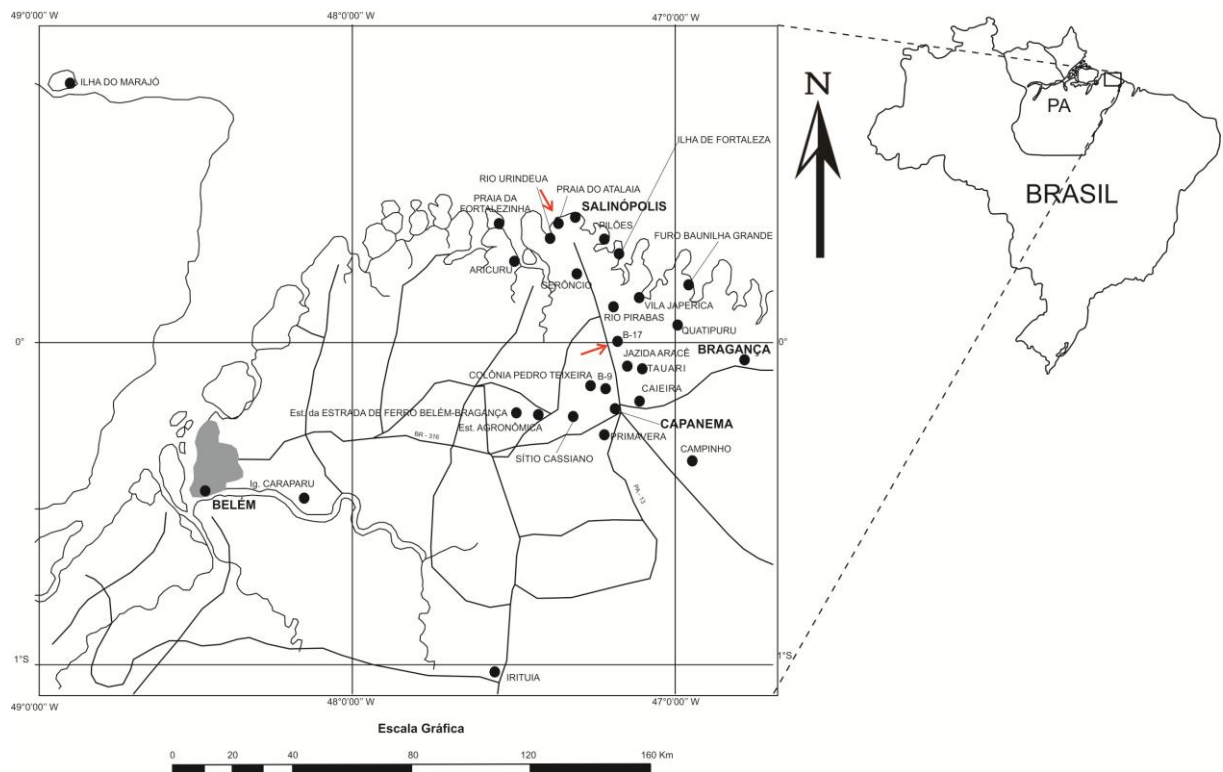 49°0'00" W
48°0'00" W
47°0'00" W
ILHA DO MARAJÓ
N
PA
BRASIL
ILHA DE FORTALEZA
RIO URINDEUA
PRAIA DO ATALAIA
PRAIA DA
FORTALEZINHA
SALINÓPOLIS
PILÕES
FURO BAUNILHA GRANDE
ARICURU
CERÔNCIO
VILA JAPERICA
RIO PIRABAS
QUATIPURU
B-17
0°
0°
BRAGANÇA
JAZIDA ARACÉ
TAUARI
COLÔNIA PEDRO TEIXEIRA
B-9
CAIEIRA
Est. da ESTRADA DE FERRO BELÉM-BRAGANÇA
Est. AGRONÔMICA
CAPANEMA
BR - 316
PRIMAVERA
SÍTIO CASSIANO
CAMPINHO
Ig. CARAPARU
PA - 13
BELÉM
1°S
1°S
IRITUIA
49°0'00" W
48°0'00" W
47°0'00" W
Escala Gráfica
0 20 40 80 120 160 Km